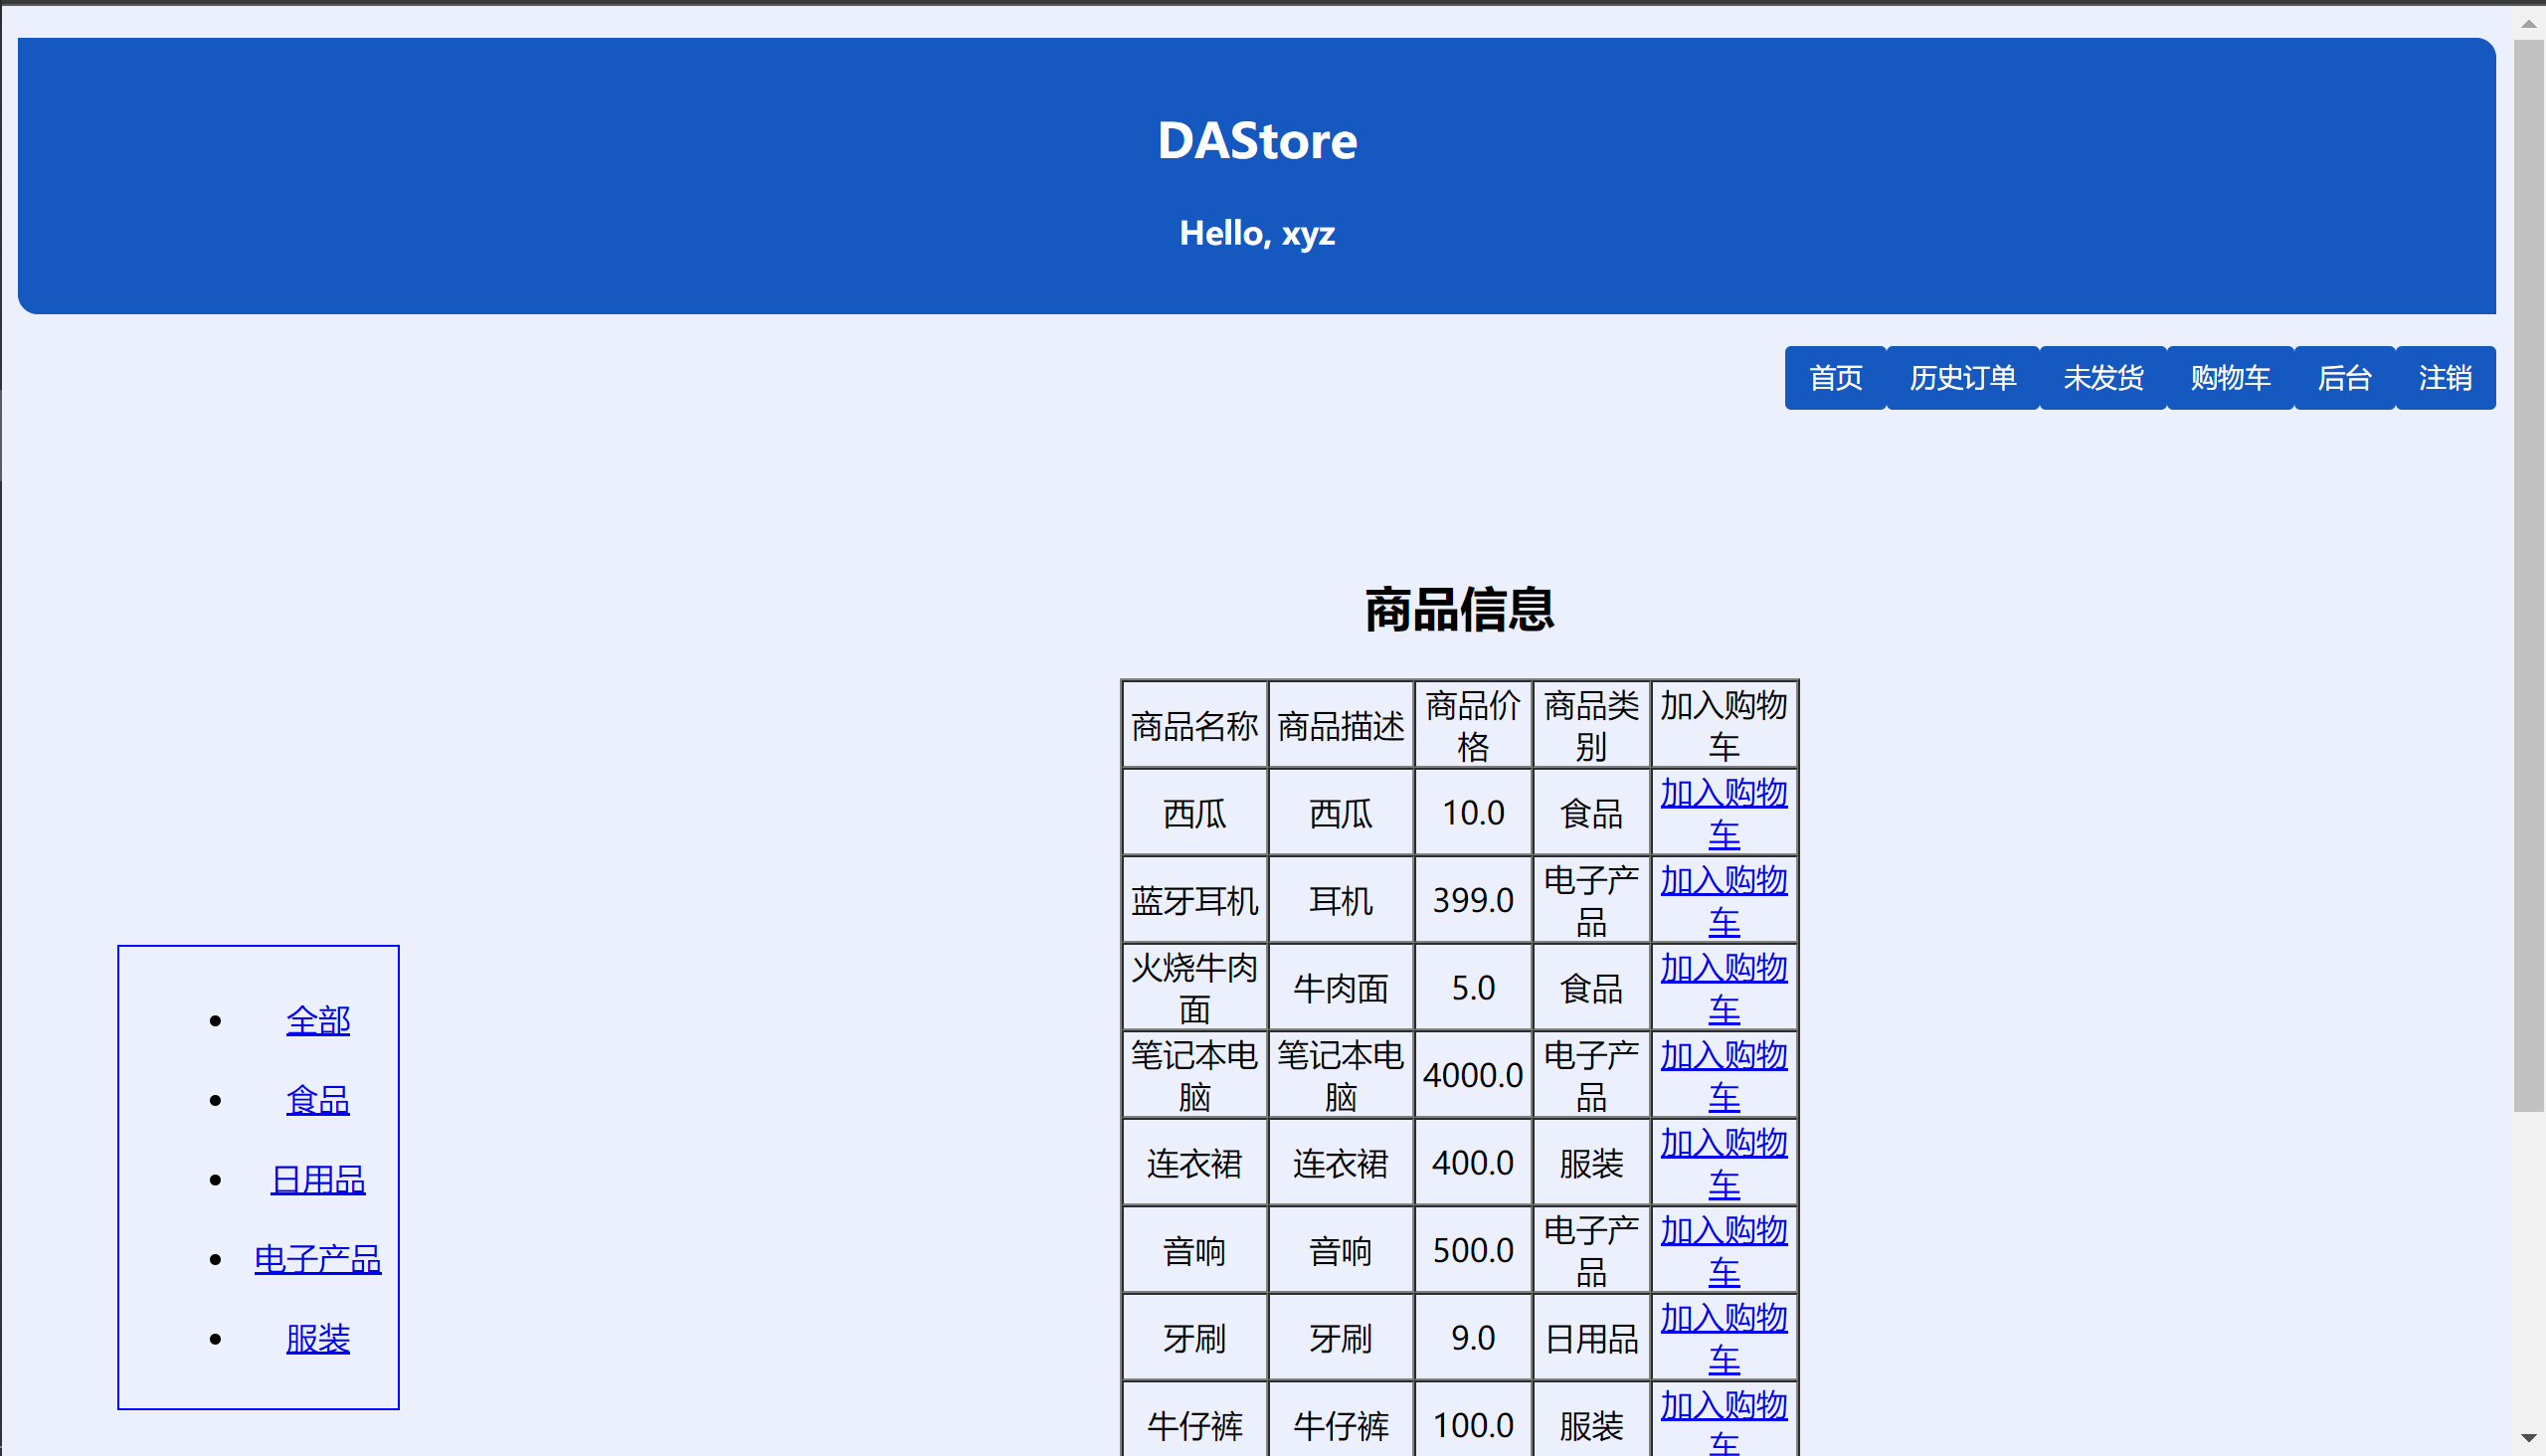 DAStore
Hello, xyz
首页 历史订单 未发货 购物车 后台 注销
商品信息
商品名称 商品描述 商品价格 商品类别 加入购物车
西瓜 西瓜 10.0 食品 加入购物车
蓝牙耳机 耳机 399.0 电子产品 加入购物车
火烧牛肉面 牛肉面 5.0 食品 加入购物车
笔记本电脑 笔记本电脑 4000.0 电子产品 加入购物车
连衣裙 连衣裙 400.0 服装 加入购物车
音响 音响 500.0 电子产品 加入购物车
牙刷 牙刷 9.0 日用品 加入购物车
牛仔裤 牛仔裤 100.0 服装 加入购物车
全部
食品
日用品
电子产品
服装